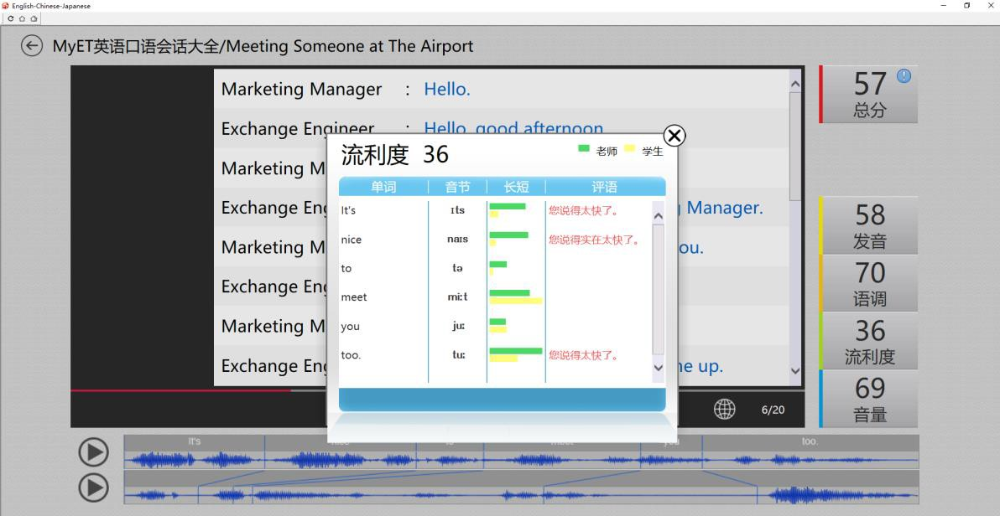 English-Chinese-Japanese
MyET英语口语会话大全/Meeting Someone at The Airport
Marketing Manager : Hello.
Exchange Engineer : Hello, good afternoon
Marketing M
Exchange Eng Manager.
Marketing M ou.
Exchange Eng
Marketing M
Exchange Eng e up.
流利度 36
老师 学生
单词 音节 长短 评语
It's ɪts 您说得太快了。
nice naɪs 您说得实在太快了。
to tə
meet miːt
you juː
too. tuː 您说得太快了。
57
总分
58
发音
70
语调
36
流利度
69
音量
6/20
It's you too.